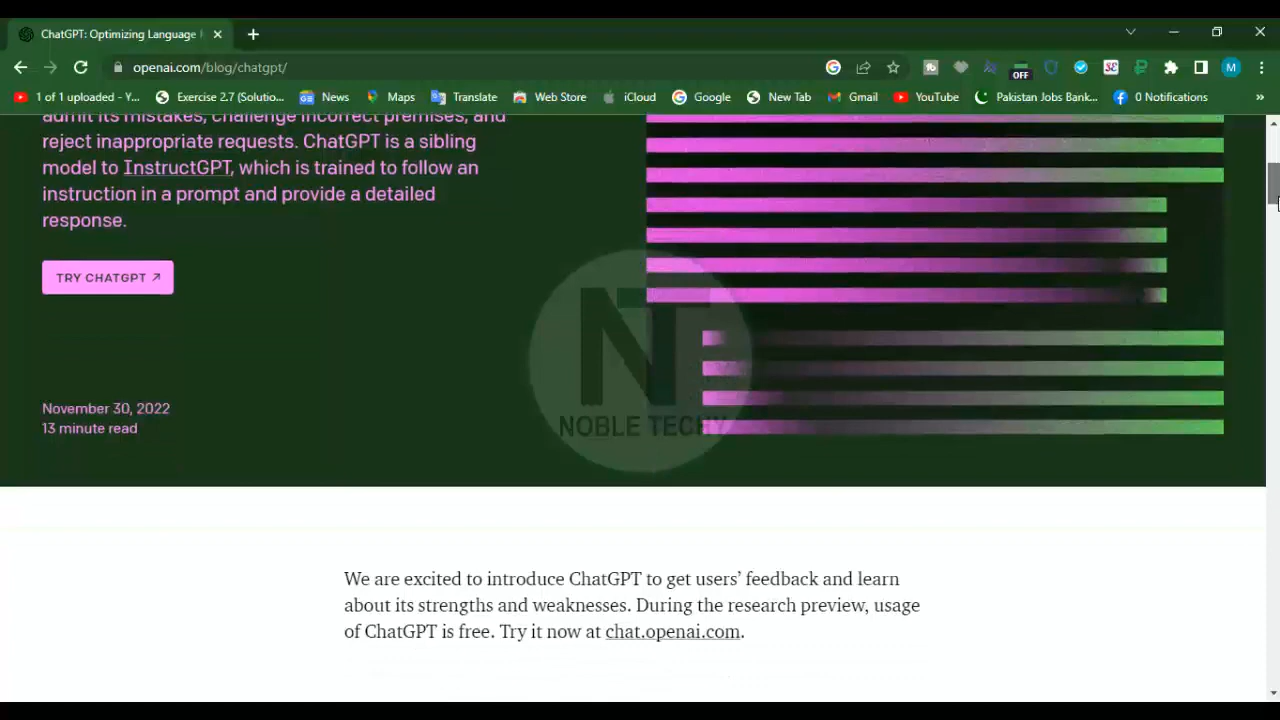 ChatGPT: Optimizing Language
openai.com/blog/chatgpt/
OFF
M
1 of 1 uploaded - Y...
Exercise 2.7 (Solutio...
News
Maps
Translate
Web Store
iCloud
Google
New Tab
Gmail
YouTube
Pakistan Jobs Bank...
0 Notifications
»
admit its mistakes, challenge incorrect premises, and
reject inappropriate requests. ChatGPT is a sibling
model to InstructGPT, which is trained to follow an
instruction in a prompt and provide a detailed
response.
TRY CHATGPT ↗
November 30, 2022
13 minute read
NT
NOBLE TECHY
We are excited to introduce ChatGPT to get users’ feedback and learn
about its strengths and weaknesses. During the research preview, usage
of ChatGPT is free. Try it now at chat.openai.com.